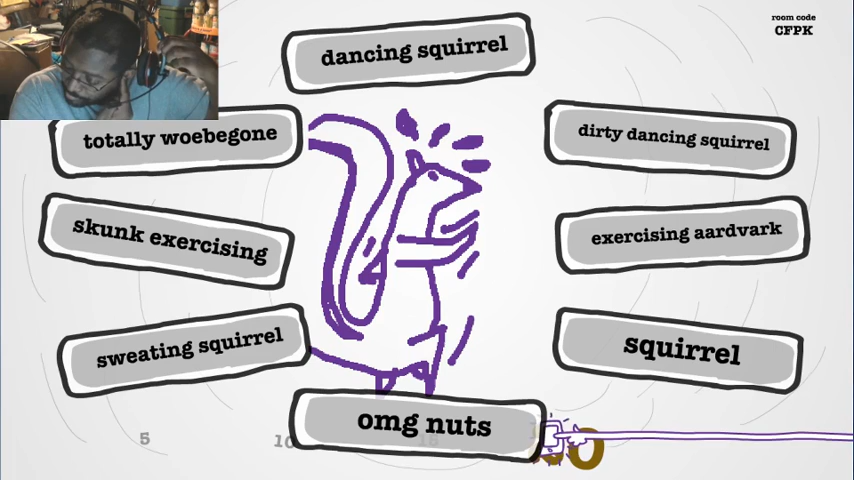 room code
CFPK
dancing squirrel
totally woebegone
dirty dancing squirrel
skunk exercising
exercising aardvark
sweating squirrel
squirrel
omg nuts
5
10
15